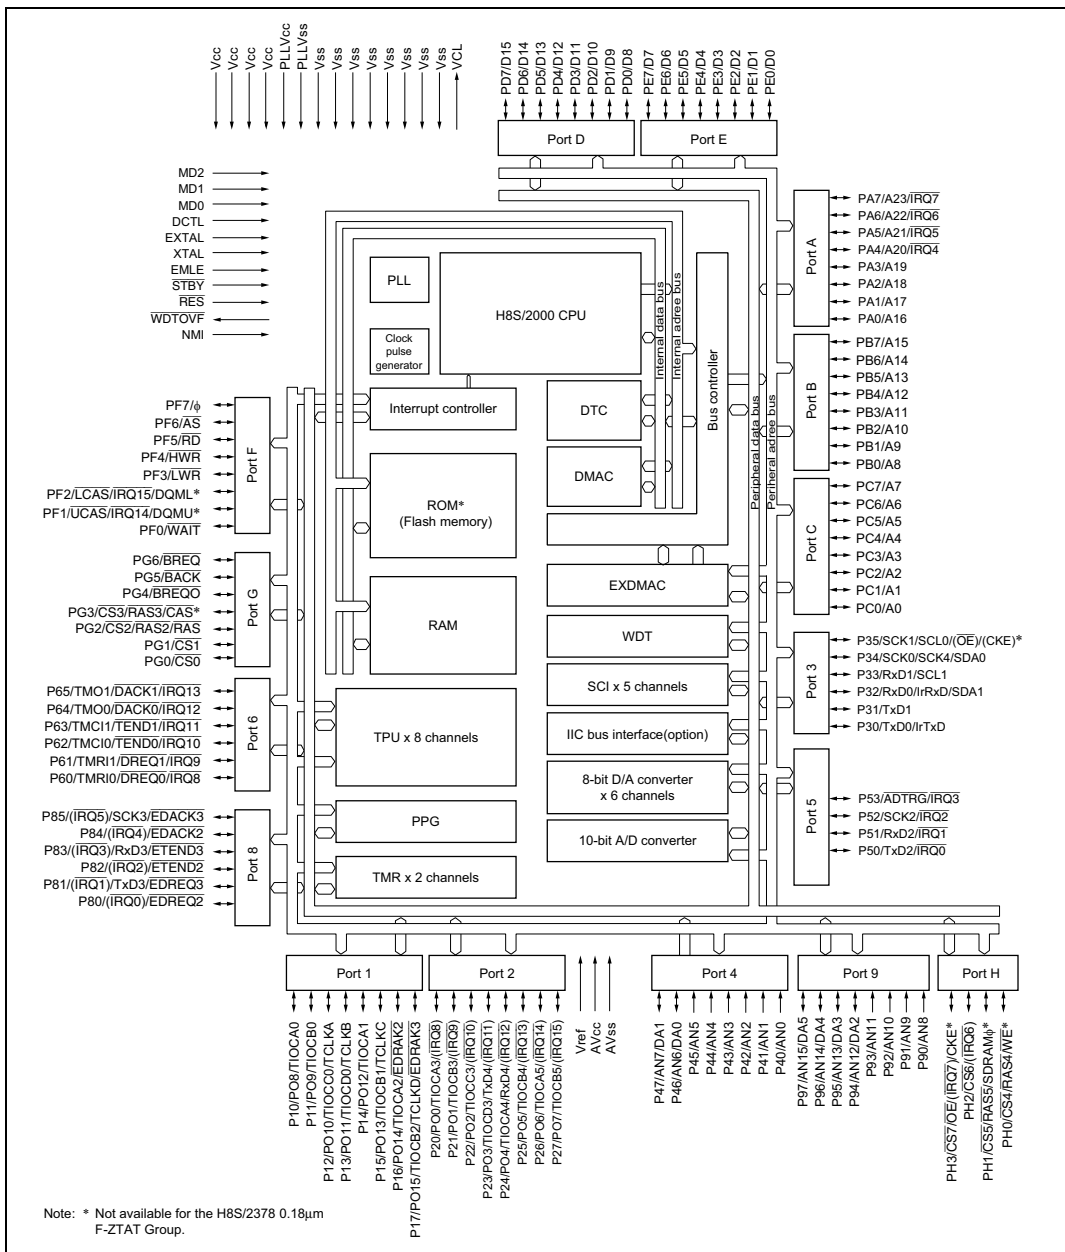 Vcc
Vcc
Vcc
Vcc
PLLVcc
PLLVss
Vss
Vss
Vss
Vss
Vss
Vss
Vss
Vss
VCL
PD7/D15
PD6/D14
PD5/D13
PD4/D12
PD3/D11
PD2/D10
PD1/D9
PD0/D8
PE7/D7
PE6/D6
PE5/D5
PE4/D4
PE3/D3
PE2/D2
PE1/D1
PE0/D0
Port D
Port E
MD2
MD1
MD0
DCTL
EXTAL
XTAL
EMLE
STBY
RES
WDTOVF
NMI
PLL
Clock
pulse
generator
H8S/2000 CPU
Interrupt controller
DTC
DMAC
ROM*
(Flash memory)
RAM
TPU x 8 channels
PPG
TMR x 2 channels
Internal data bus
Internal adree bus
Bus controller
Peripheral data bus
Periheral adree bus
EXDMAC
WDT
SCI x 5 channels
IIC bus interface(option)
8-bit D/A converter
x 6 channels
10-bit A/D converter
Port A
PA7/A23/IRQ7
PA6/A22/IRQ6
PA5/A21/IRQ5
PA4/A20/IRQ4
PA3/A19
PA2/A18
PA1/A17
PA0/A16
Port B
PB7/A15
PB6/A14
PB5/A13
PB4/A12
PB3/A11
PB2/A10
PB1/A9
PB0/A8
Port C
PC7/A7
PC6/A6
PC5/A5
PC4/A4
PC3/A3
PC2/A2
PC1/A1
PC0/A0
Port 3
P35/SCK1/SCL0/(OE)/(CKE)*
P34/SCK0/SCK4/SDA0
P33/RxD1/SCL1
P32/RxD0/IrRxD/SDA1
P31/TxD1
P30/TxD0/IrTxD
Port 5
P53/ADTRG/IRQ3
P52/SCK2/IRQ2
P51/RxD2/IRQ1
P50/TxD2/IRQ0
PF7/ϕ
PF6/AS
PF5/RD
PF4/HWR
PF3/LWR
PF2/LCAS/IRQ15/DQML*
PF1/UCAS/IRQ14/DQMU*
PF0/WAIT
Port F
PG6/BREQ
PG5/BACK
PG4/BREQO
PG3/CS3/RAS3/CAS*
PG2/CS2/RAS2/RAS
PG1/CS1
PG0/CS0
Port G
P65/TMO1/DACK1/IRQ13
P64/TMO0/DACK0/IRQ12
P63/TMCI1/TEND1/IRQ11
P62/TMCI0/TEND0/IRQ10
P61/TMRI1/DREQ1/IRQ9
P60/TMRI0/DREQ0/IRQ8
Port 6
P85/(IRQ5)/SCK3/EDACK3
P84/(IRQ4)/EDACK2
P83/(IRQ3)/RxD3/ETEND3
P82/(IRQ2)/ETEND2
P81/(IRQ1)/TxD3/EDREQ3
P80/(IRQ0)/EDREQ2
Port 8
Port 1
Port 2
Port 4
Port 9
Port H
P10/PO8/TIOCA0
P11/PO9/TIOCB0
P12/PO10/TIOCC0/TCLKA
P13/PO11/TIOCD0/TCLKB
P14/PO12/TIOCA1
P15/PO13/TIOCB1/TCLKC
P16/PO14/TIOCA2/EDRAK2
P17/PO15/TIOCB2/TCLKD/EDRAK3
P20/PO0/TIOCA3/(IRQ8)
P21/PO1/TIOCB3/(IRQ9)
P22/PO2/TIOCC3/(IRQ10)
P23/PO3/TIOCD3/TxD4/(IRQ11)
P24/PO4/TIOCA4/RxD4/(IRQ12)
P25/PO5/TIOCB4/(IRQ13)
P26/PO6/TIOCA5/(IRQ14)
P27/PO7/TIOCB5/(IRQ15)
Vref
AVcc
AVss
P47/AN7/DA1
P46/AN6/DA0
P45/AN5
P44/AN4
P43/AN3
P42/AN2
P41/AN1
P40/AN0
P97/AN15/DA5
P96/AN14/DA4
P95/AN13/DA3
P94/AN12/DA2
P93/AN11
P92/AN10
P91/AN9
P90/AN8
PH3/CS7/OE/(IRQ7)/CKE*
PH2/CS6/(IRQ6)
PH1/CS5/RAS5/SDRAMϕ*
PH0/CS4/RAS4/WE*
Note: * Not available for the H8S/2378 0.18μm
F-ZTAT Group.